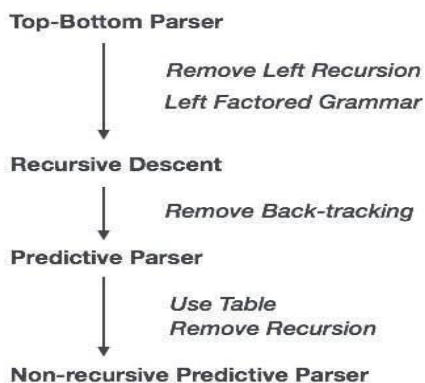 Top-Bottom Parser
Remove Left Recursion
Left Factored Grammar
Recursive Descent
Remove Back-tracking
Predictive Parser
Use Table
Remove Recursion
Non-recursive Predictive Parser